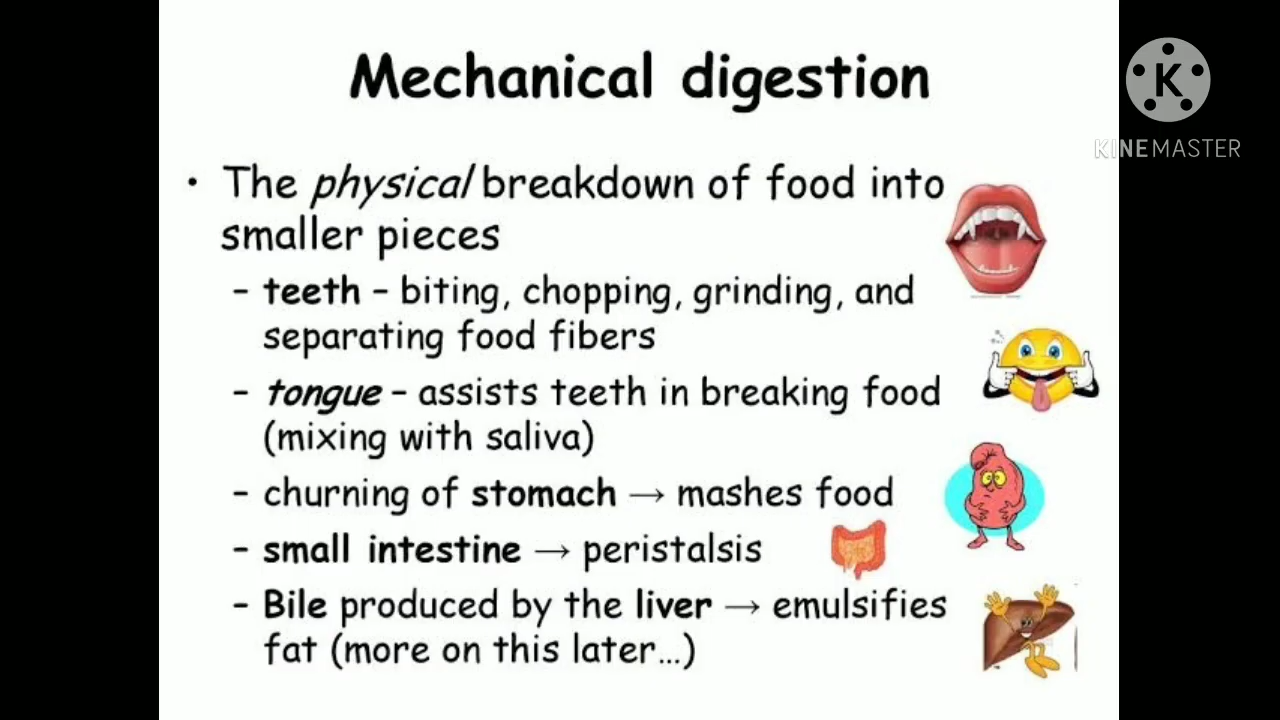 Mechanical digestion
K
KINEMASTER
• The physical breakdown of food into
smaller pieces
– teeth – biting, chopping, grinding, and
separating food fibers
– tongue – assists teeth in breaking food
(mixing with saliva)
– churning of stomach → mashes food
– small intestine → peristalsis
– Bile produced by the liver → emulsifies
fat (more on this later…)